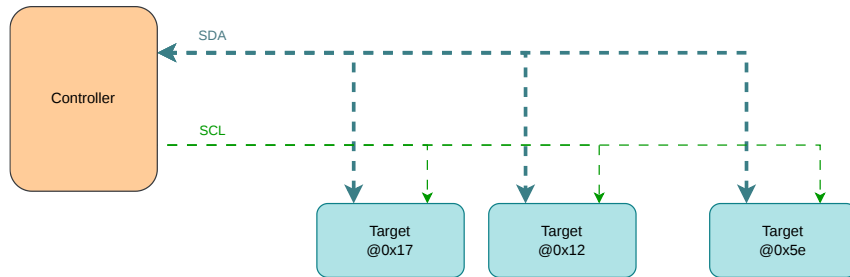 SDA
Controller
SCL
Target
@0x17
Target
@0x12
Target
@0x5e